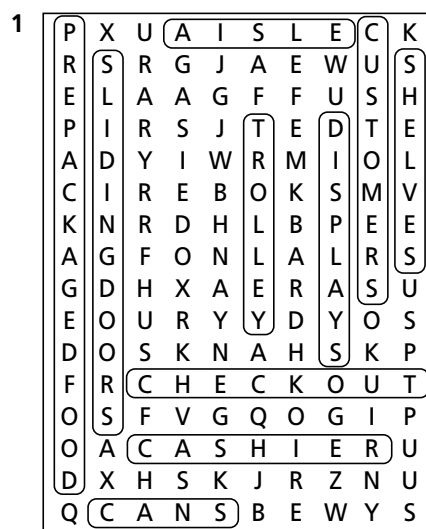 1 P X U A I S L E C K
R S R G J A E W U S
E L A A G F F U S H
P I R S J T E D T E
A D Y I W R M I O L
C I R E B O K S M V
K N R D H L B P E E
A G F O N L A L R S
G D H X A E R A S U
E O U R Y Y D Y O S
D O S K N A H S K P
F R C H E C K O U T
O S F V G Q O G I P
O A C A S H I E R U
D X H S K J R Z N U
Q C A N S B E W Y S